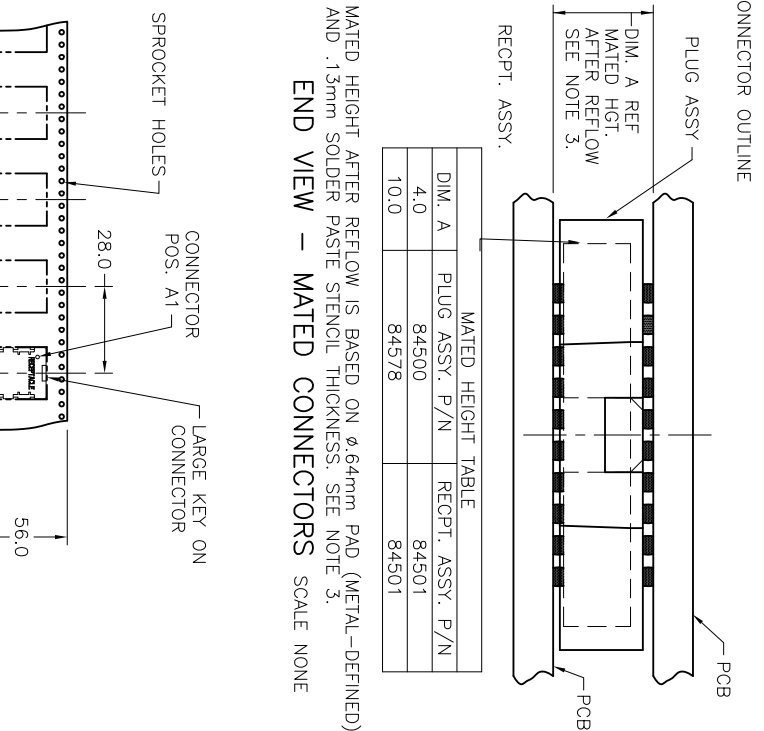 ONNECTOR OUTLINE
PLUG ASSY
PCB
DIM. A REF
MATED HGT.
AFTER REFLOW
SEE NOTE 3.
RECPT. ASSY.
PCB
MATED HEIGHT TABLE
DIM. A PLUG ASSY. P/N RECPT. ASSY. P/N
4.0 84500 84501
10.0 84578 84501
MATED HEIGHT AFTER REFLOW IS BASED ON ø.64mm PAD (METAL-DEFINED)
AND .13mm SOLDER PASTE STENCIL THICKNESS. SEE NOTE 3.
END VIEW - MATED CONNECTORS SCALE NONE
SPROCKET HOLES
CONNECTOR
POS. A1
28.0
LARGE KEY ON
CONNECTOR
RECEPTACLE
56.0